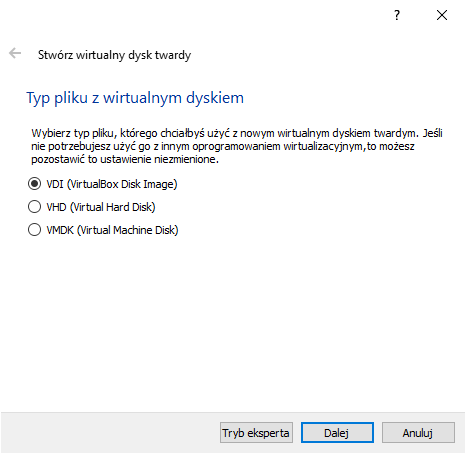 ?
Stwórz wirtualny dysk twardy
Typ pliku z wirtualnym dyskiem
Wybierz typ pliku, którego chciałbyś użyć z nowym wirtualnym dyskiem twardym. Jeśli
nie potrzebujesz użyć go z innym oprogramowaniem wirtualizacyjnym,to możesz
pozostawić to ustawienie niezmienione.
VDI (VirtualBox Disk Image)
VHD (Virtual Hard Disk)
VMDK (Virtual Machine Disk)
Tryb eksperta Dalej Anuluj